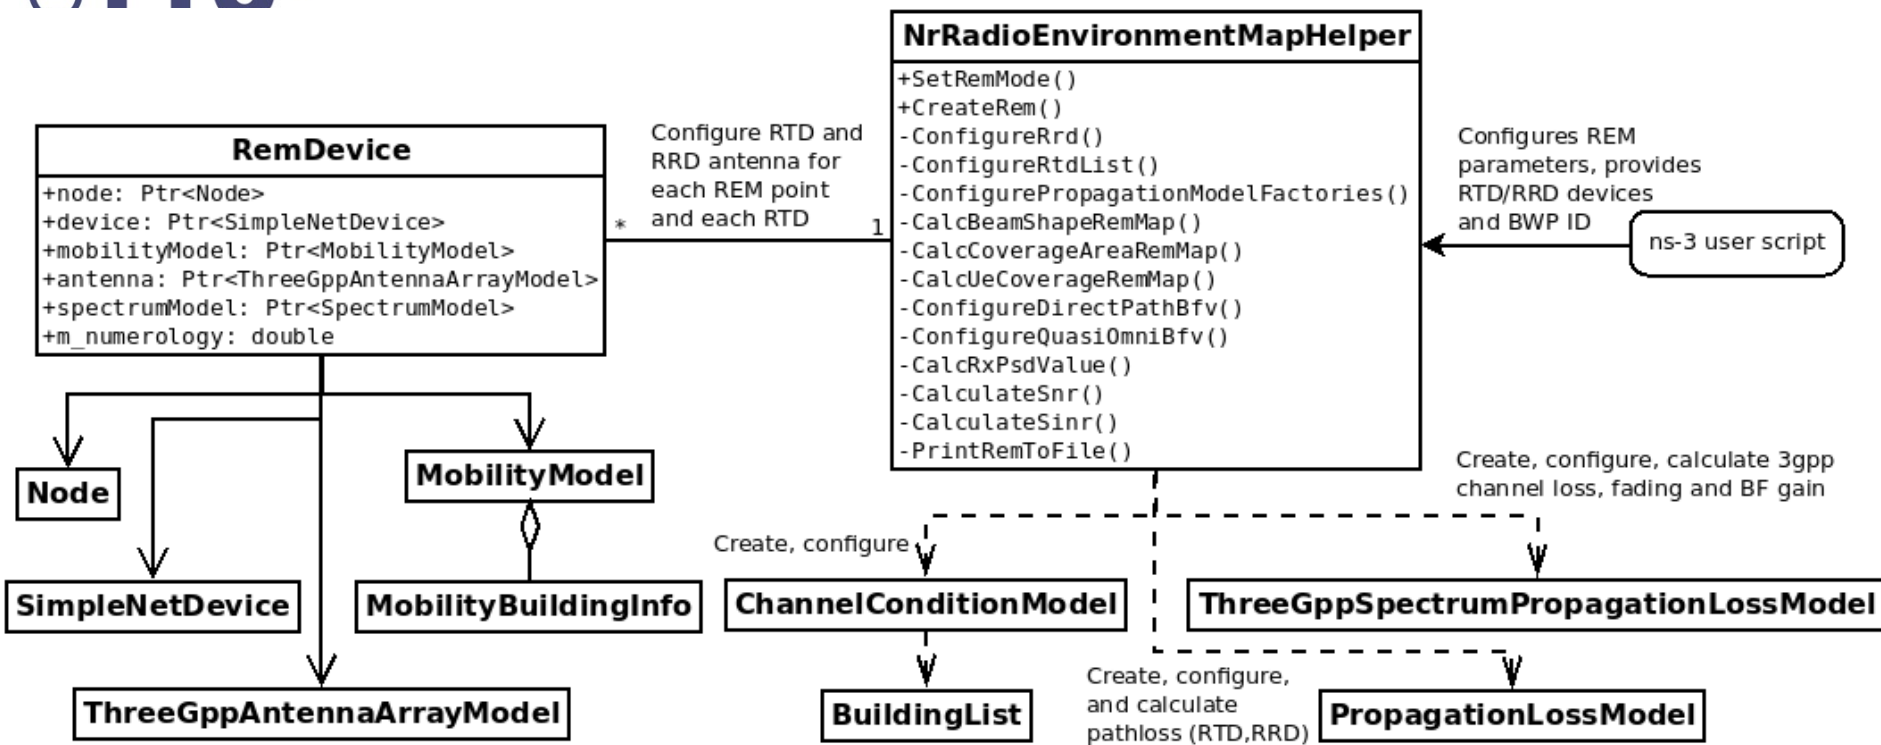 NrRadioEnvironmentMapHelper
+SetRemMode()
+CreateRem()
-ConfigureRrd()
-ConfigureRtdList()
-ConfigurePropagationModelFactories()
-CalcBeamShapeRemMap()
-CalcCoverageAreaRemMap()
-CalcUeCoverageRemMap()
-ConfigureDirectPathBfv()
-ConfigureQuasiOmniBfv()
-CalcRxPsdValue()
-CalculateSnr()
-CalculateSinr()
-PrintRemToFile()
RemDevice
+node: Ptr<Node>
+device: Ptr<SimpleNetDevice>
+mobilityModel: Ptr<MobilityModel>
+antenna: Ptr<ThreeGppAntennaArrayModel>
+spectrumModel: Ptr<SpectrumModel>
+m_numerology: double
Configure RTD and
RRD antenna for
each REM point
and each RTD
*
1
Configures REM
parameters, provides
RTD/RRD devices
and BWP ID
ns-3 user script
Node
MobilityModel
SimpleNetDevice
MobilityBuildingInfo
ThreeGppAntennaArrayModel
Create, configure
ChannelConditionModel
BuildingList
Create, configure, calculate 3gpp
channel loss, fading and BF gain
ThreeGppSpectrumPropagationLossModel
Create, configure,
and calculate
pathloss (RTD,RRD)
PropagationLossModel